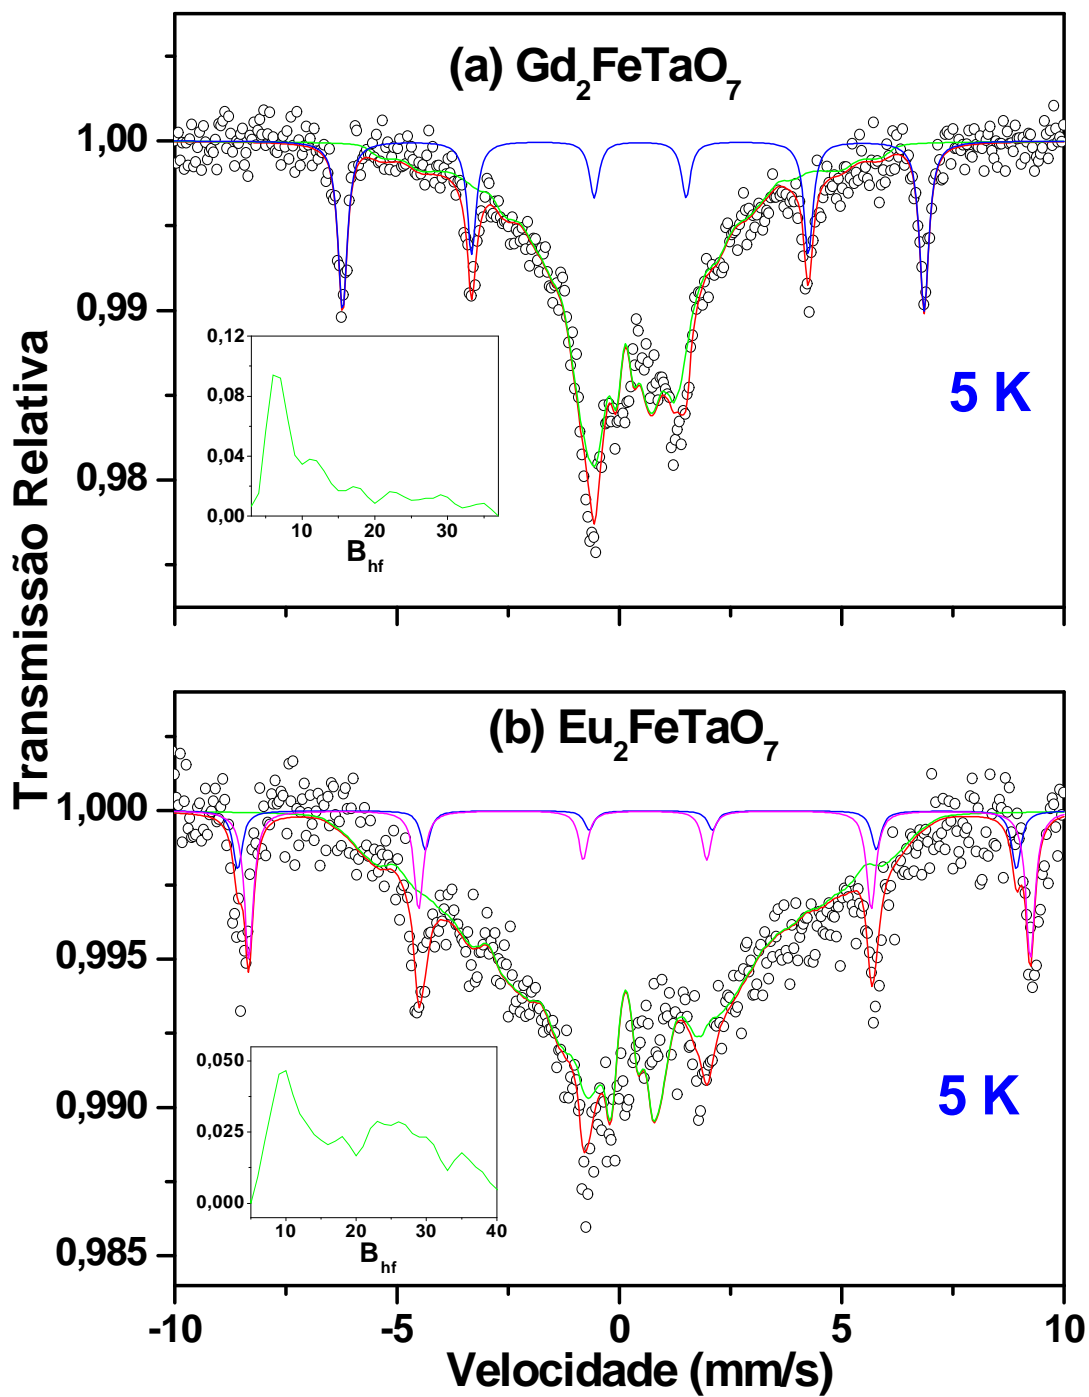 Transmissão Relativa
(a) Gd2FeTaO7
1,00
0,99
0,98
5 K
0,12
0,08
0,04
0,00
10 20 30
Bhf
(b) Eu2FeTaO7
1,000
0,995
0,990
0,985
5 K
0,050
0,025
0,000
10 20 30 40
Bhf
-10 -5 0 5 10
Velocidade (mm/s)